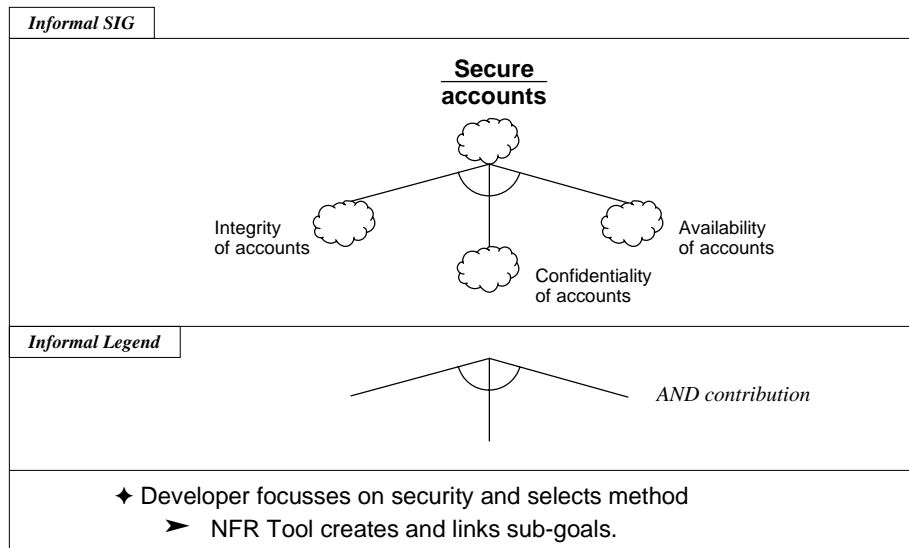 Informal SIG
Secure
accounts
Integrity
of accounts
Availability
of accounts
Confidentiality
of accounts
Informal Legend
AND contribution
✦ Developer focusses on security and selects method
➤ NFR Tool creates and links sub-goals.